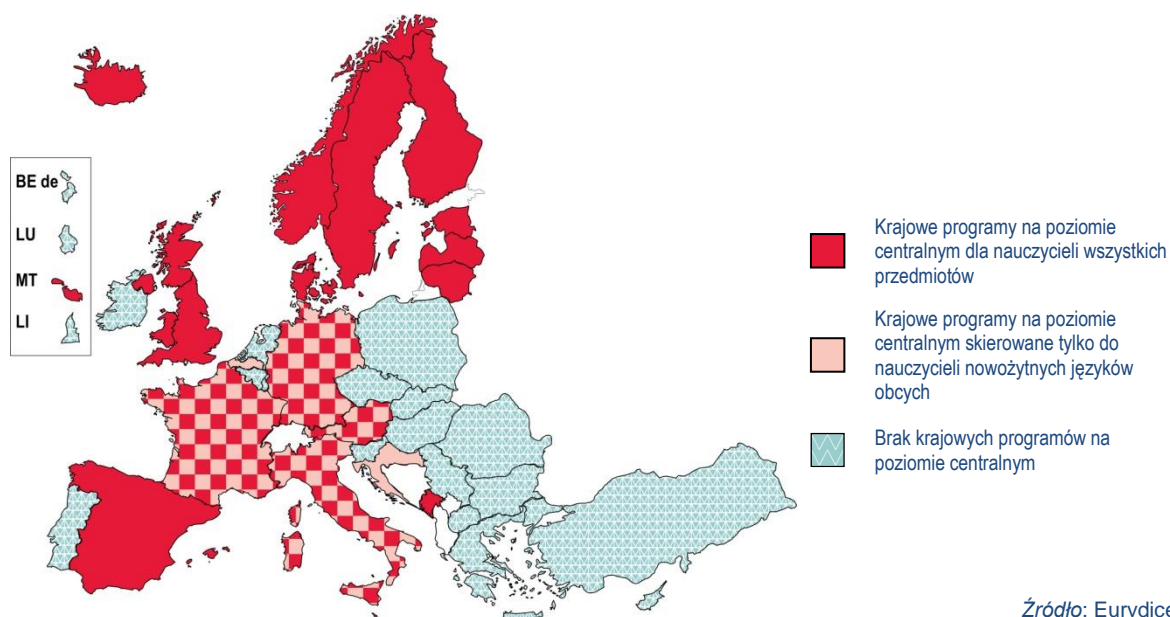 BE de
LU
MT
LI
Krajowe programy na poziomie
centralnym dla nauczycieli wszystkich
przedmiotów
Krajowe programy na poziomie
centralnym skierowane tylko do
nauczycieli nowożytnych języków
obcych
Brak krajowych programów na
poziomie centralnym
Źródło: Eurydice